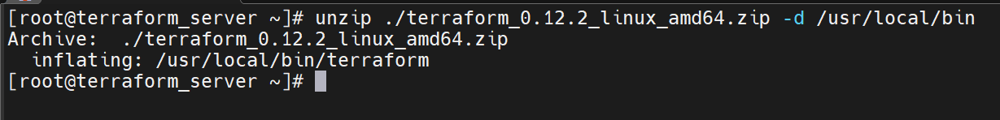 [root@terraform_server ~]# unzip ./terraform_0.12.2_linux_amd64.zip -d /usr/local/bin
Archive:  ./terraform_0.12.2_linux_amd64.zip
  inflating: /usr/local/bin/terraform
[root@terraform_server ~]#